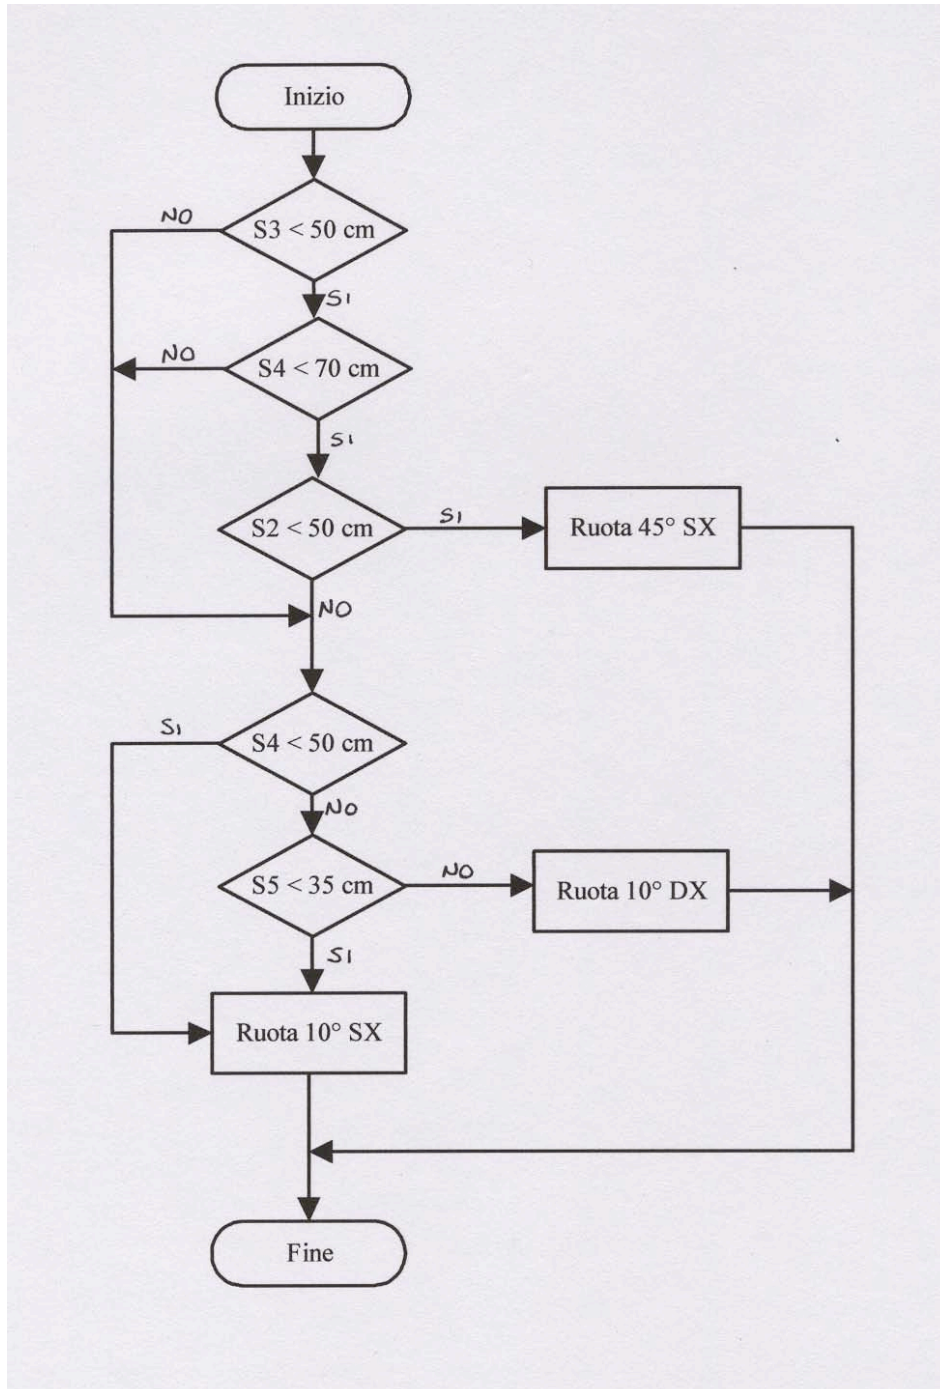 Inizio
NO
S3 < 50 cm
SI
NO
S4 < 70 cm
SI
S2 < 50 cm
SI
Ruota 45° SX
NO
SI
S4 < 50 cm
NO
S5 < 35 cm
NO
Ruota 10° DX
SI
Ruota 10° SX
Fine